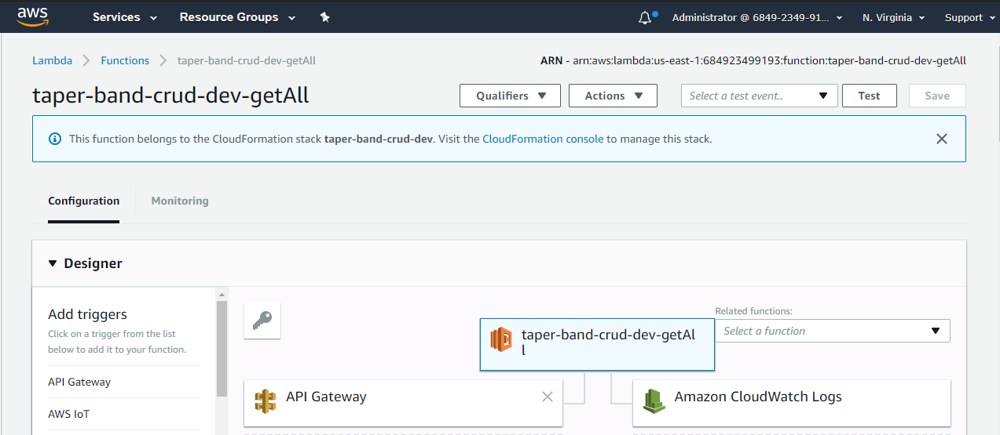 aws Services Resource Groups Administrator @ 6849-2349-91... N. Virginia Support
Lambda Functions taper-band-crud-dev-getAll ARN - arn:aws:lambda:us-east-1:684923499193:function:taper-band-crud-dev-getAll
taper-band-crud-dev-getAll Qualifiers Actions Select a test event.. Test Save
This function belongs to the CloudFormation stack taper-band-crud-dev. Visit the CloudFormation console to manage this stack.
Configuration Monitoring
Designer
Add triggers
Click on a trigger from the list
below to add it to your function.
API Gateway
AWS IoT
taper-band-crud-dev-getAl
l
Related functions:
Select a function
API Gateway
Amazon CloudWatch Logs